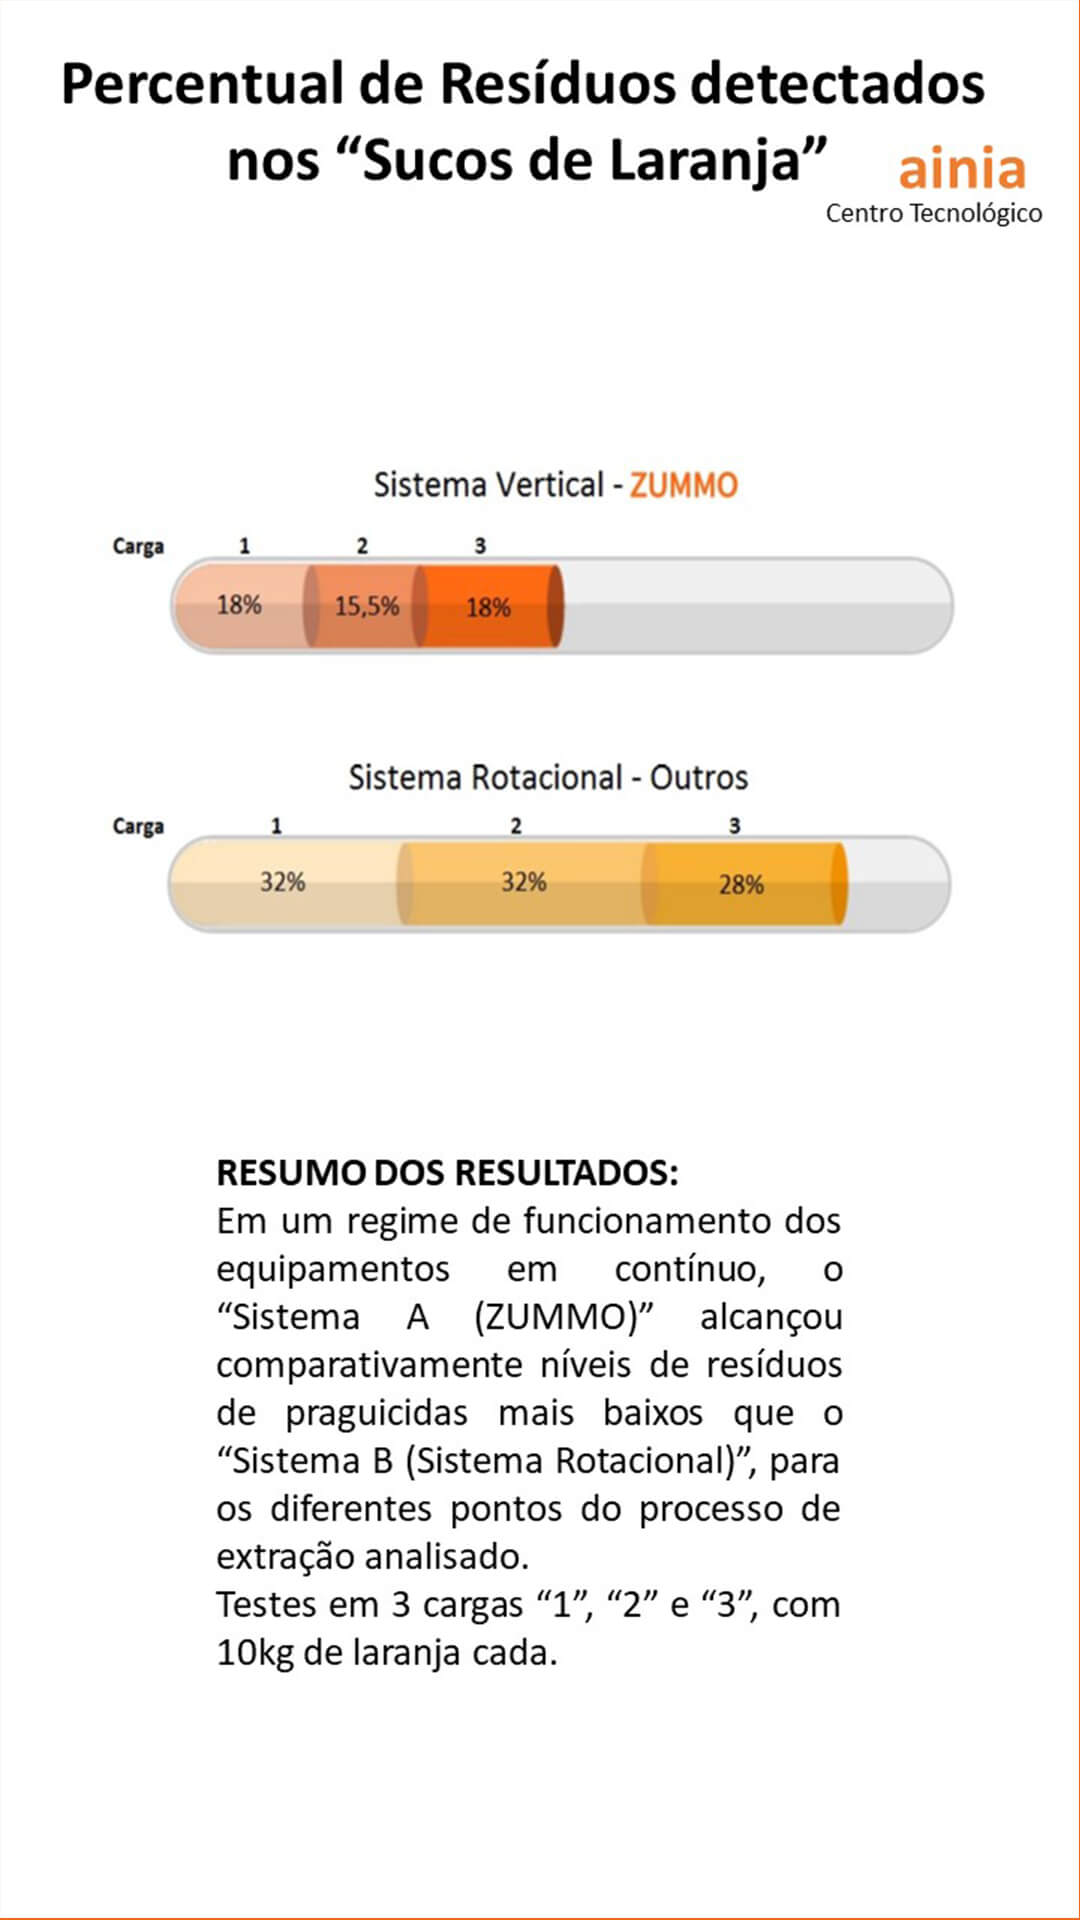 Percentual de Resíduos detectados
nos “Sucos de Laranja”
ainia
Centro Tecnológico
Sistema Vertical - ZUMMO
Carga 1 2 3
18% 15,5% 18%
Sistema Rotacional - Outros
Carga 1 2 3
32% 32% 28%
RESUMO DOS RESULTADOS:
Em um regime de funcionamento dos
equipamentos em contínuo, o
“Sistema A (ZUMMO)” alcançou
comparativamente níveis de resíduos
de praguicidas mais baixos que o
“Sistema B (Sistema Rotacional)”, para
os diferentes pontos do processo de
extração analisado.
Testes em 3 cargas “1”, “2” e “3”, com
10kg de laranja cada.